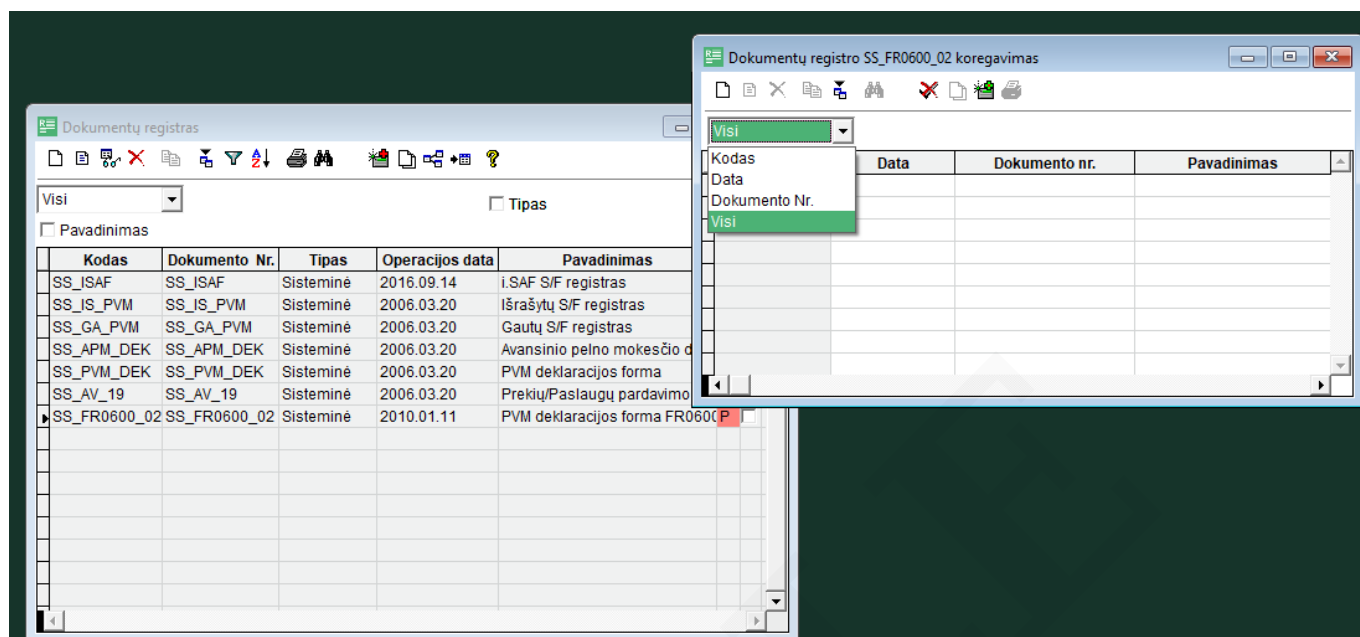 Dokumentų registro SS_FR0600_02 koregavimas
Visi
Kodas
Data
Dokumento Nr.
Visi
Data Dokumento nr. Pavadinimas
Dokumentų registras
Visi
Tipas
Pavadinimas
Kodas Dokumento Nr. Tipas Operacijos data Pavadinimas
SS_ISAF SS_ISAF Sisteminė 2016.09.14 i.SAF S/F registras
SS_IS_PVM SS_IS_PVM Sisteminė 2006.03.20 Išrašytų S/F registras
SS_GA_PVM SS_GA_PVM Sisteminė 2006.03.20 Gautų S/F registras
SS_APM_DEK SS_APM_DEK Sisteminė 2006.03.20 Avansinio pelno mokesčio d
SS_PVM_DEK SS_PVM_DEK Sisteminė 2006.03.20 PVM deklaracijos forma
SS_AV_19 SS_AV_19 Sisteminė 2006.03.20 Prekių/Paslaugų pardavimo
SS_FR0600_02 SS_FR0600_02 Sisteminė 2010.01.11 PVM deklaracijos forma FR0600 P